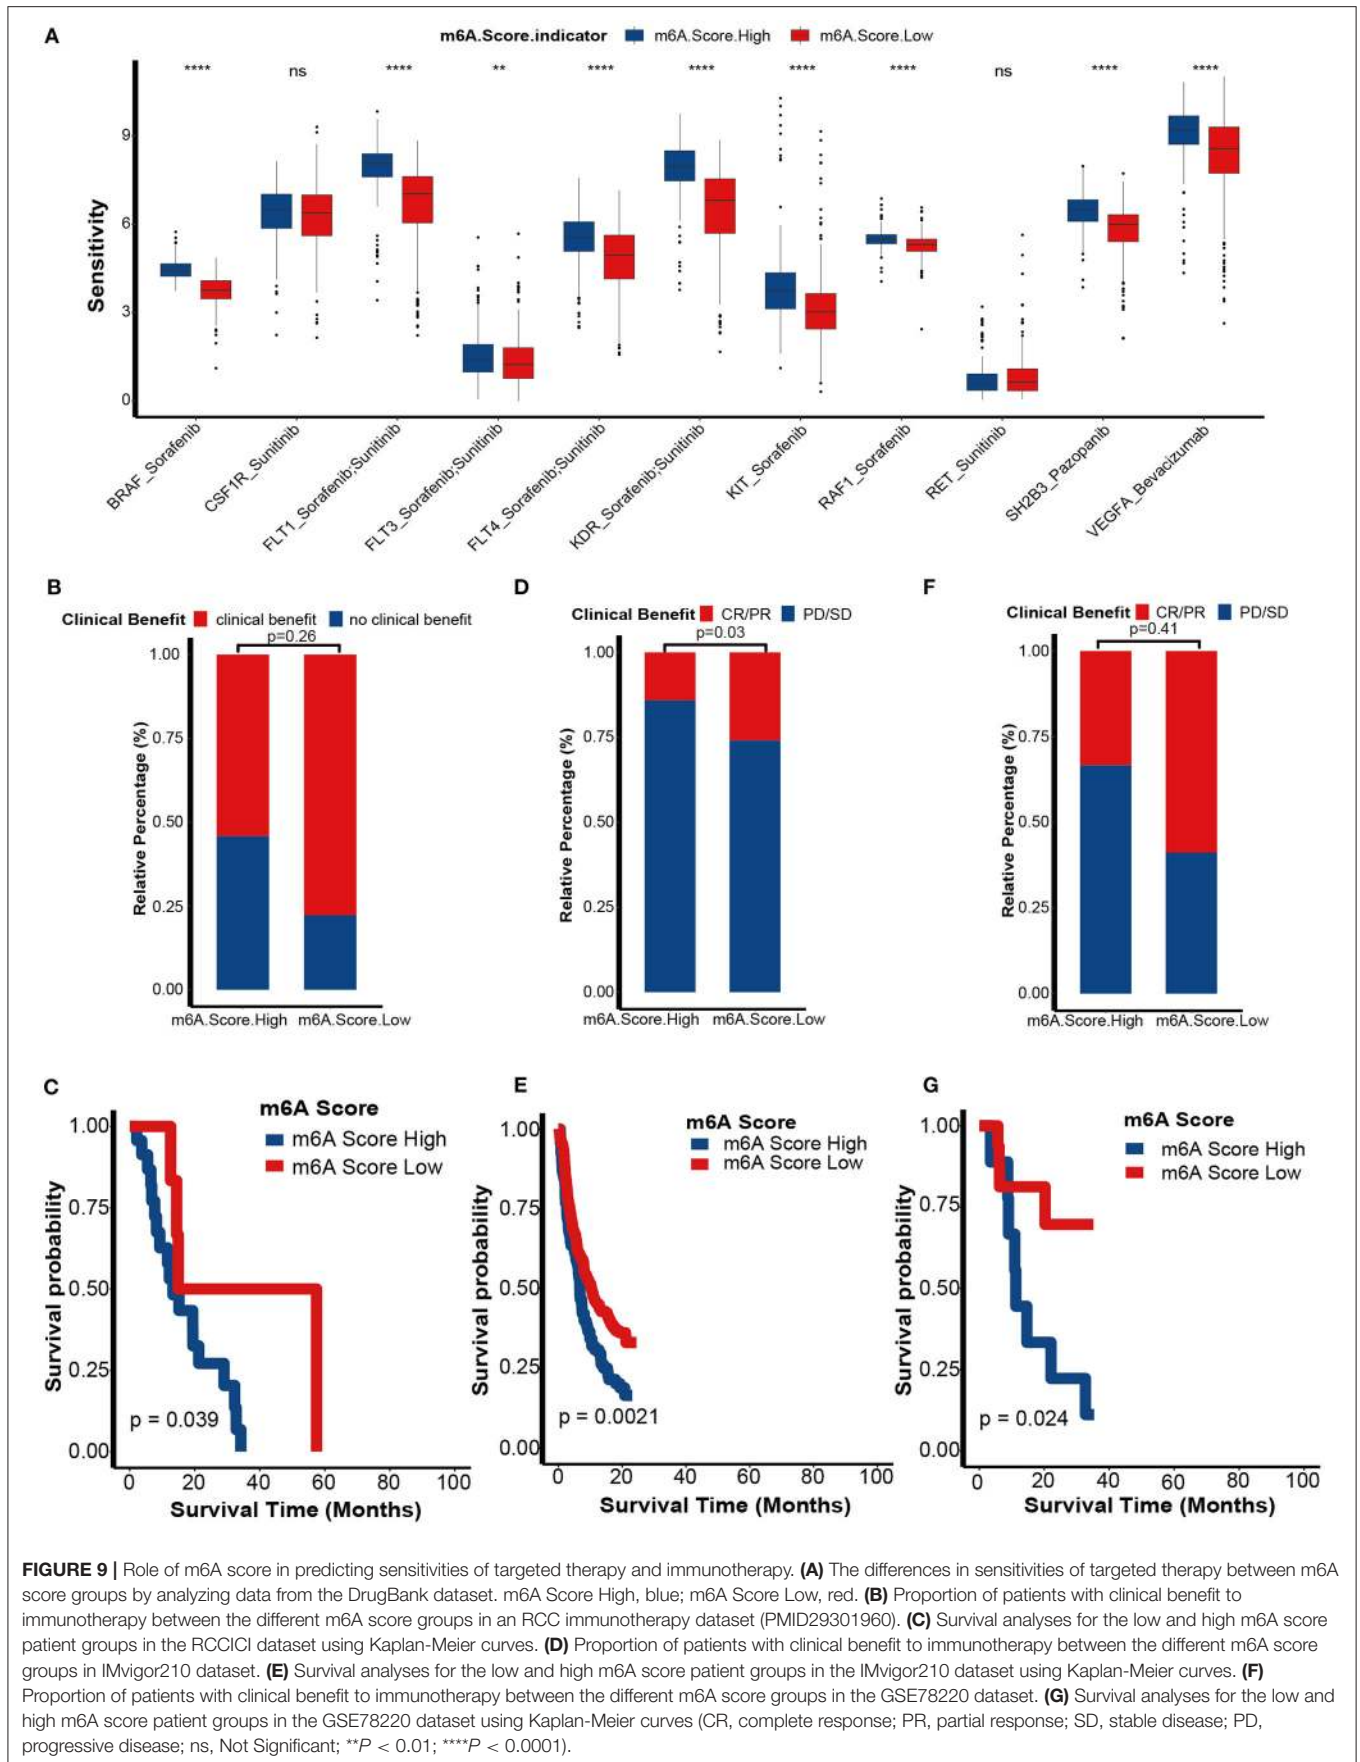 A
m6A.Score.indicator m6A.Score.High m6A.Score.Low
**** ns **** ** **** **** **** **** ns **** ****
Sensitivity
9
6
3
0
BRAF_Sorafenib
CSF1R_Sunitinib
FLT1_Sorafenib;Sunitinib
FLT3_Sorafenib;Sunitinib
FLT4_Sorafenib;Sunitinib
KDR_Sorafenib;Sunitinib
KIT_Sorafenib
RAF1_Sorafenib
RET_Sunitinib
SH2B3_Pazopanib
VEGFA_Bevacizumab
B
Clinical Benefit clinical benefit no clinical benefit
p=0.26
Relative Percentage (%)
1.00
0.75
0.50
0.25
0.00
m6A.Score.High m6A.Score.Low
D
Clinical Benefit CR/PR PD/SD
p=0.03
Relative Percentage (%)
1.00
0.75
0.50
0.25
0.00
m6A.Score.High m6A.Score.Low
F
Clinical Benefit CR/PR PD/SD
p=0.41
Relative Percentage (%)
1.00
0.75
0.50
0.25
0.00
m6A.Score.High m6A.Score.Low
C
m6A Score
m6A Score High
m6A Score Low
Survival probability
1.00
0.75
0.50
0.25
0.00
p = 0.039
0 20 40 60 80 100
Survival Time (Months)
E
m6A Score
m6A Score High
m6A Score Low
Survival probability
1.00
0.75
0.50
0.25
0.00
p = 0.0021
0 20 40 60 80 100
Survival Time (Months)
G
m6A Score
m6A Score High
m6A Score Low
Survival probability
1.00
0.75
0.50
0.25
0.00
p = 0.024
0 20 40 60 80 100
Survival Time (Months)
FIGURE 9 | Role of m6A score in predicting sensitivities of targeted therapy and immunotherapy. (A) The differences in sensitivities of targeted therapy between m6A
score groups by analyzing data from the DrugBank dataset. m6A Score High, blue; m6A Score Low, red. (B) Proportion of patients with clinical benefit to
immunotherapy between the different m6A score groups in an RCC immunotherapy dataset (PMID29301960). (C) Survival analyses for the low and high m6A score
patient groups in the RCCICI dataset using Kaplan-Meier curves. (D) Proportion of patients with clinical benefit to immunotherapy between the different m6A score
groups in IMvigor210 dataset. (E) Survival analyses for the low and high m6A score patient groups in the IMvigor210 dataset using Kaplan-Meier curves. (F)
Proportion of patients with clinical benefit to immunotherapy between the different m6A score groups in the GSE78220 dataset. (G) Survival analyses for the low and
high m6A score patient groups in the GSE78220 dataset using Kaplan-Meier curves (CR, complete response; PR, partial response; SD, stable disease; PD,
progressive disease; ns, Not Significant; **P < 0.01; ****P < 0.0001).